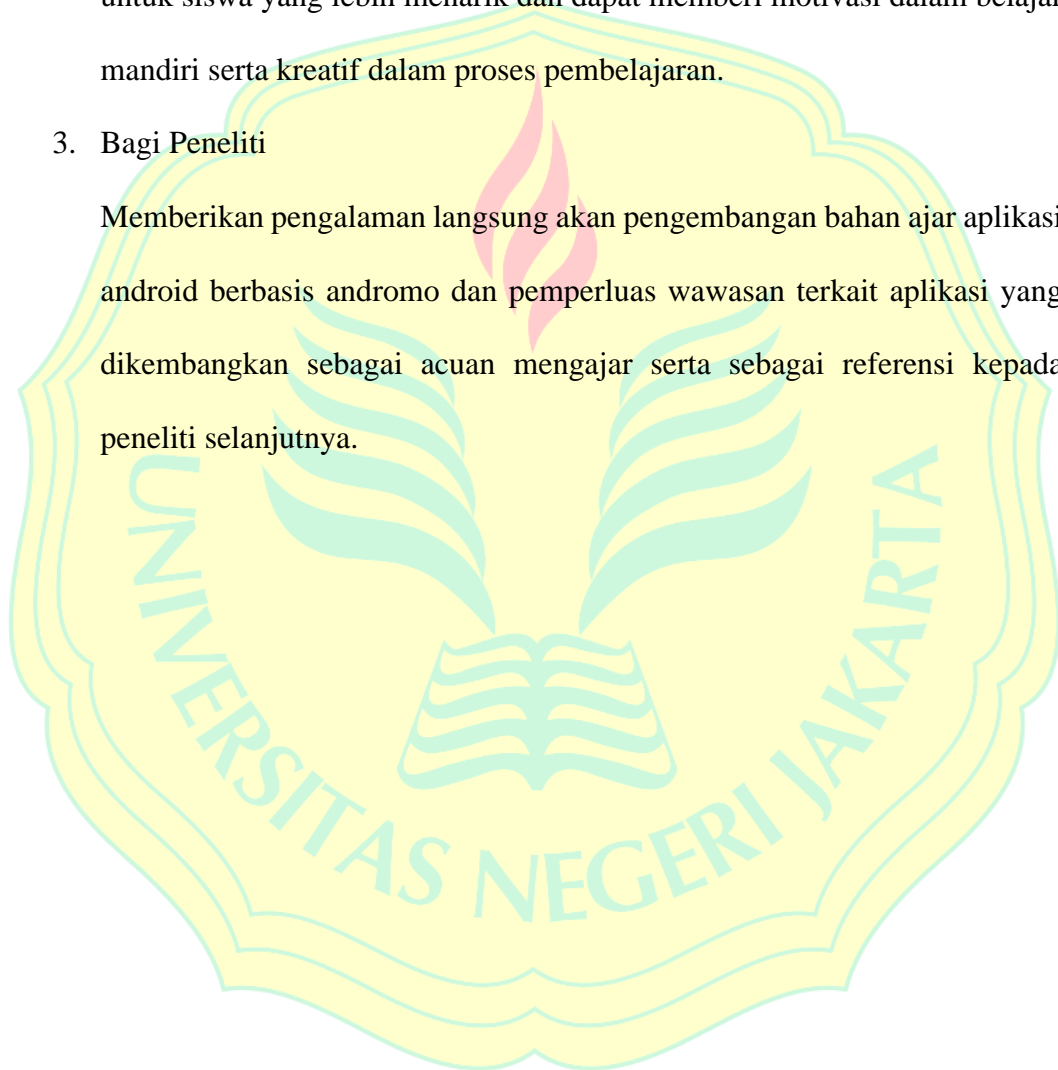 untuk siswa yang lebih menarik dan dapat memberi motivasi dalam belajar
mandiri serta kreatif dalam proses pembelajaran.
3. Bagi Peneliti
Memberikan pengalaman langsung akan pengembangan bahan ajar aplikasi
android berbasis andromo dan pemperluas wawasan terkait aplikasi yang
dikembangkan sebagai acuan mengajar serta sebagai referensi kepada
peneliti selanjutnya.
UNIVERSITAS NEGERI JAKARTA